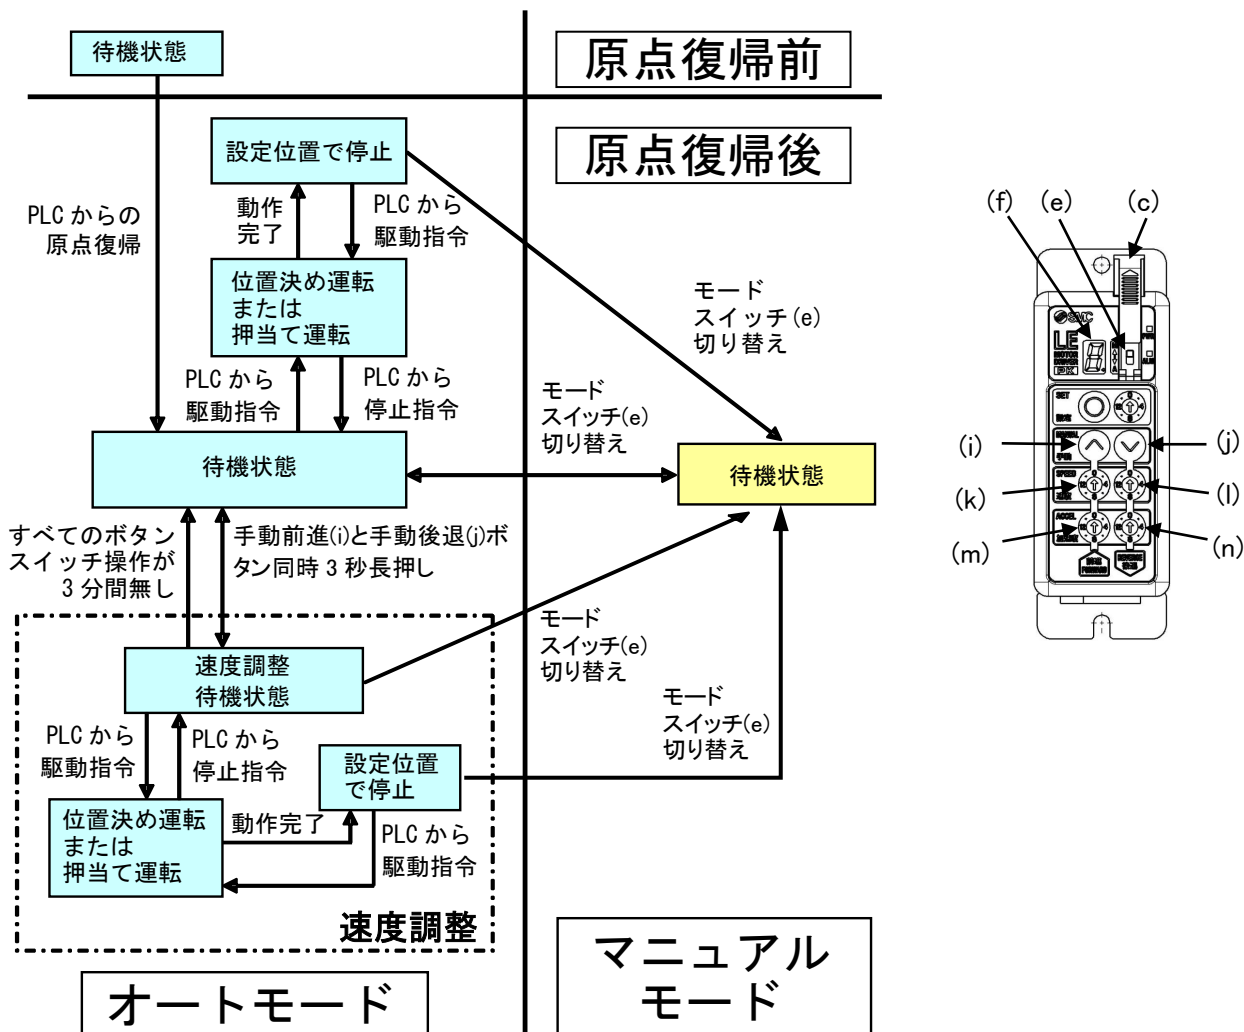 待機状態
原点復帰前
設定位置で停止
原点復帰後
PLC からの
原点復帰
動作
完了
PLC から
駆動指令
位置決め運転
または
押当て運転
モード
スイッチ(e)
切り替え
PLC から
駆動指令
PLC から
停止指令
モード
スイッチ(e)
切り替え
待機状態
待機状態
すべてのボタン
スイッチ操作が
3 分間無し
手動前進(i)と手動後退(j)ボ
タン同時 3 秒長押し
モード
スイッチ(e)
切り替え
速度調整
待機状態
モード
スイッチ(e)
切り替え
PLC から
駆動指令
PLC から
停止指令
設定位置
で停止
位置決め運転
または
押当て運転
動作完了
PLC から
駆動指令
速度調整
オートモード
マニュアル
モード
(f)
(e)
(c)
SMC
LE
MOTOR
DRIVER
PWR
ALM
A
SET
MANUAL
(i)
(j)
SPEED
(k)
(l)
ACCEL
(m)
(n)
FORWARD
REVERSE